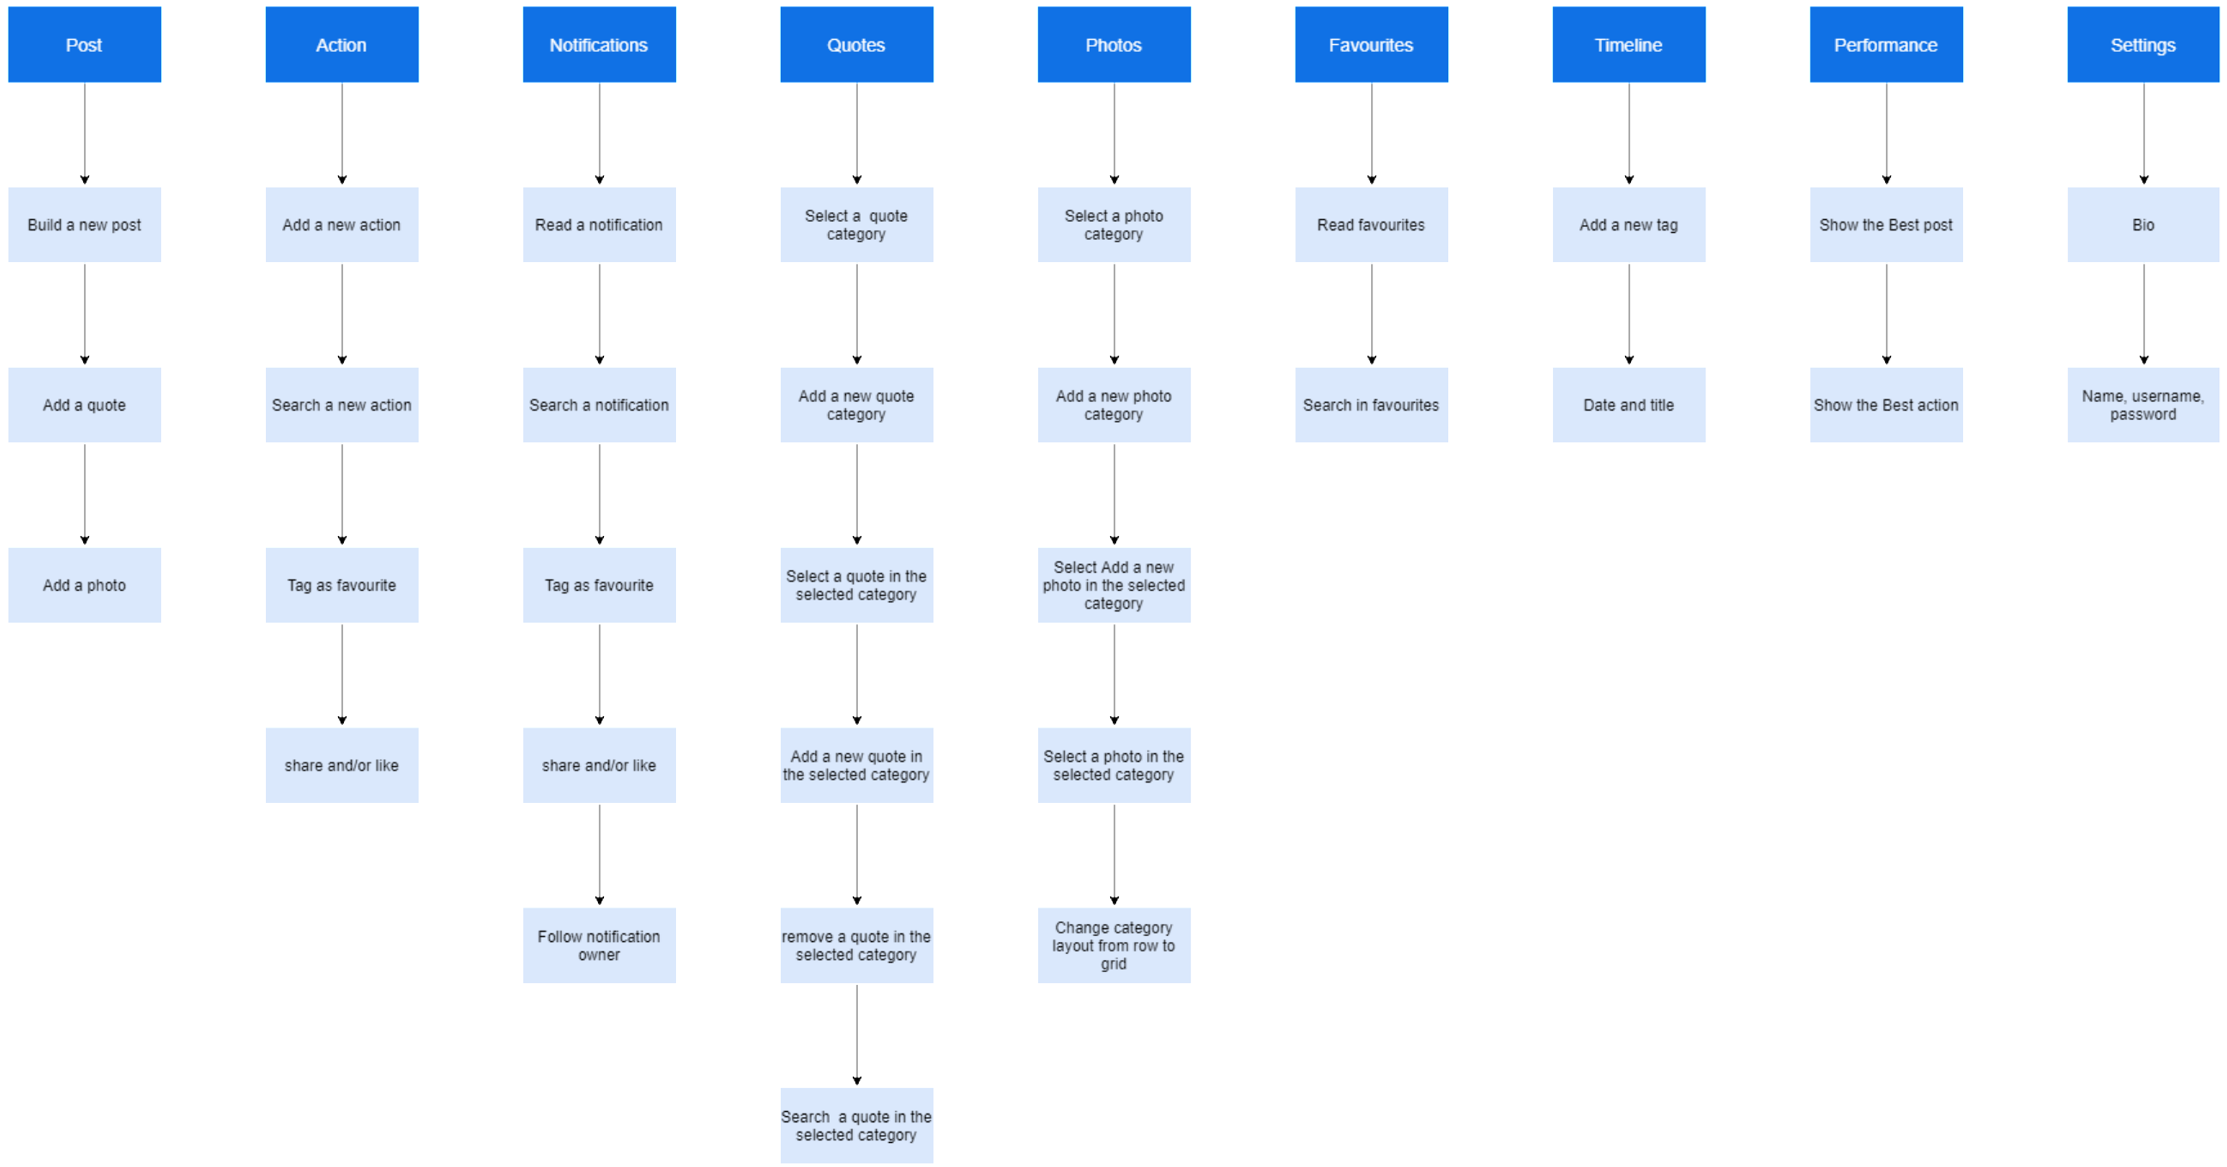 Post
Action
Notifications
Quotes
Photos
Favourites
Timeline
Performance
Settings
Build a new post
Add a new action
Read a notification
Select a quote
category
Select a photo
category
Read favourites
Add a new tag
Show the Best post
Bio
Add a quote
Search a new action
Search a notification
Add a new quote
category
Add a new photo
category
Search in favourites
Date and title
Show the Best action
Name, username,
password
Add a photo
Tag as favourite
Tag as favourite
Select a quote in the
selected category
Select Add a new
photo in the selected
category
share and/or like
share and/or like
Add a new quote in
the selected category
Select a photo in the
selected category
Follow notification
owner
remove a quote in the
selected category
Change category
layout from row to
grid
Search a quote in the
selected category